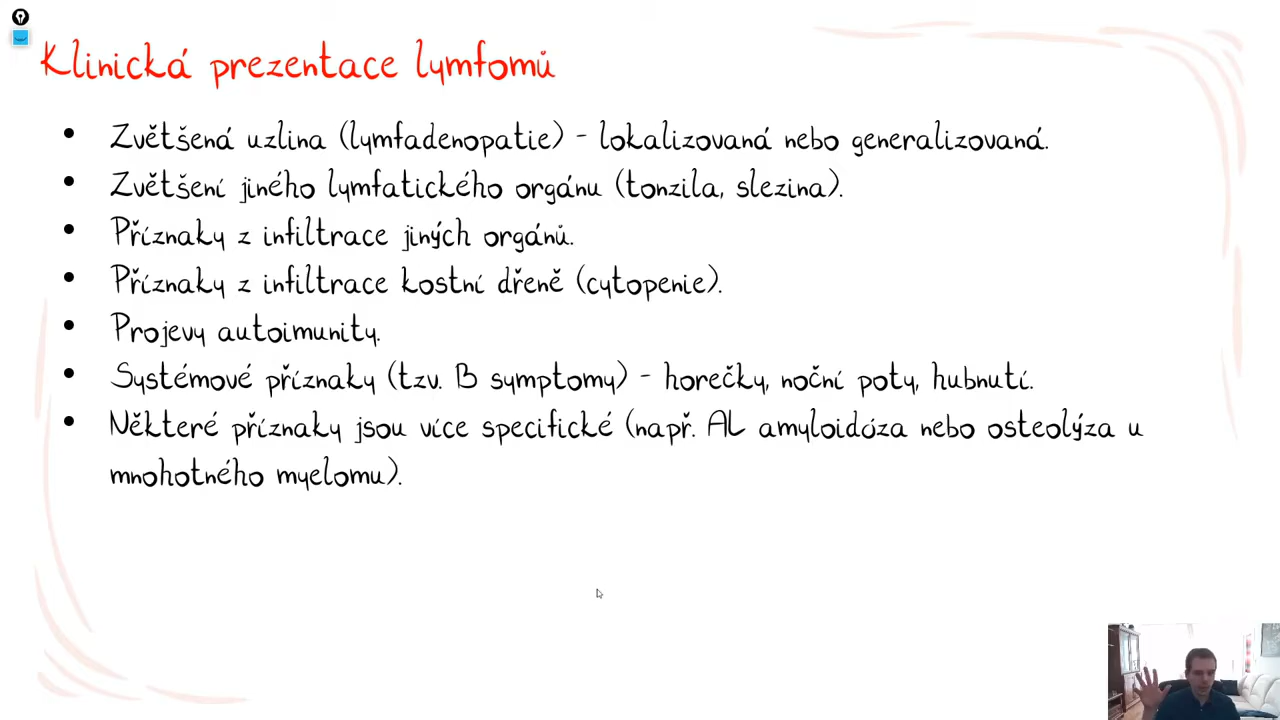 Klinická prezentace lymfomů
• Zvětšená uzlina (lymfadenopatie) - lokalizovaná nebo generalizovaná.
• Zvětšení jiného lymfatického orgánu (tonzila, slezina).
• Příznaky z infiltrace jiných orgánů.
• Příznaky z infiltrace kostní dřeně (cytopenie).
• Projevy autoimunity.
• Systémové příznaky (tzv. B symptomy) - horečky, noční poty, hubnutí.
• Některé příznaky jsou více specifické (např. AL amyloidóza nebo osteolýza u
mnohotného myelomu).